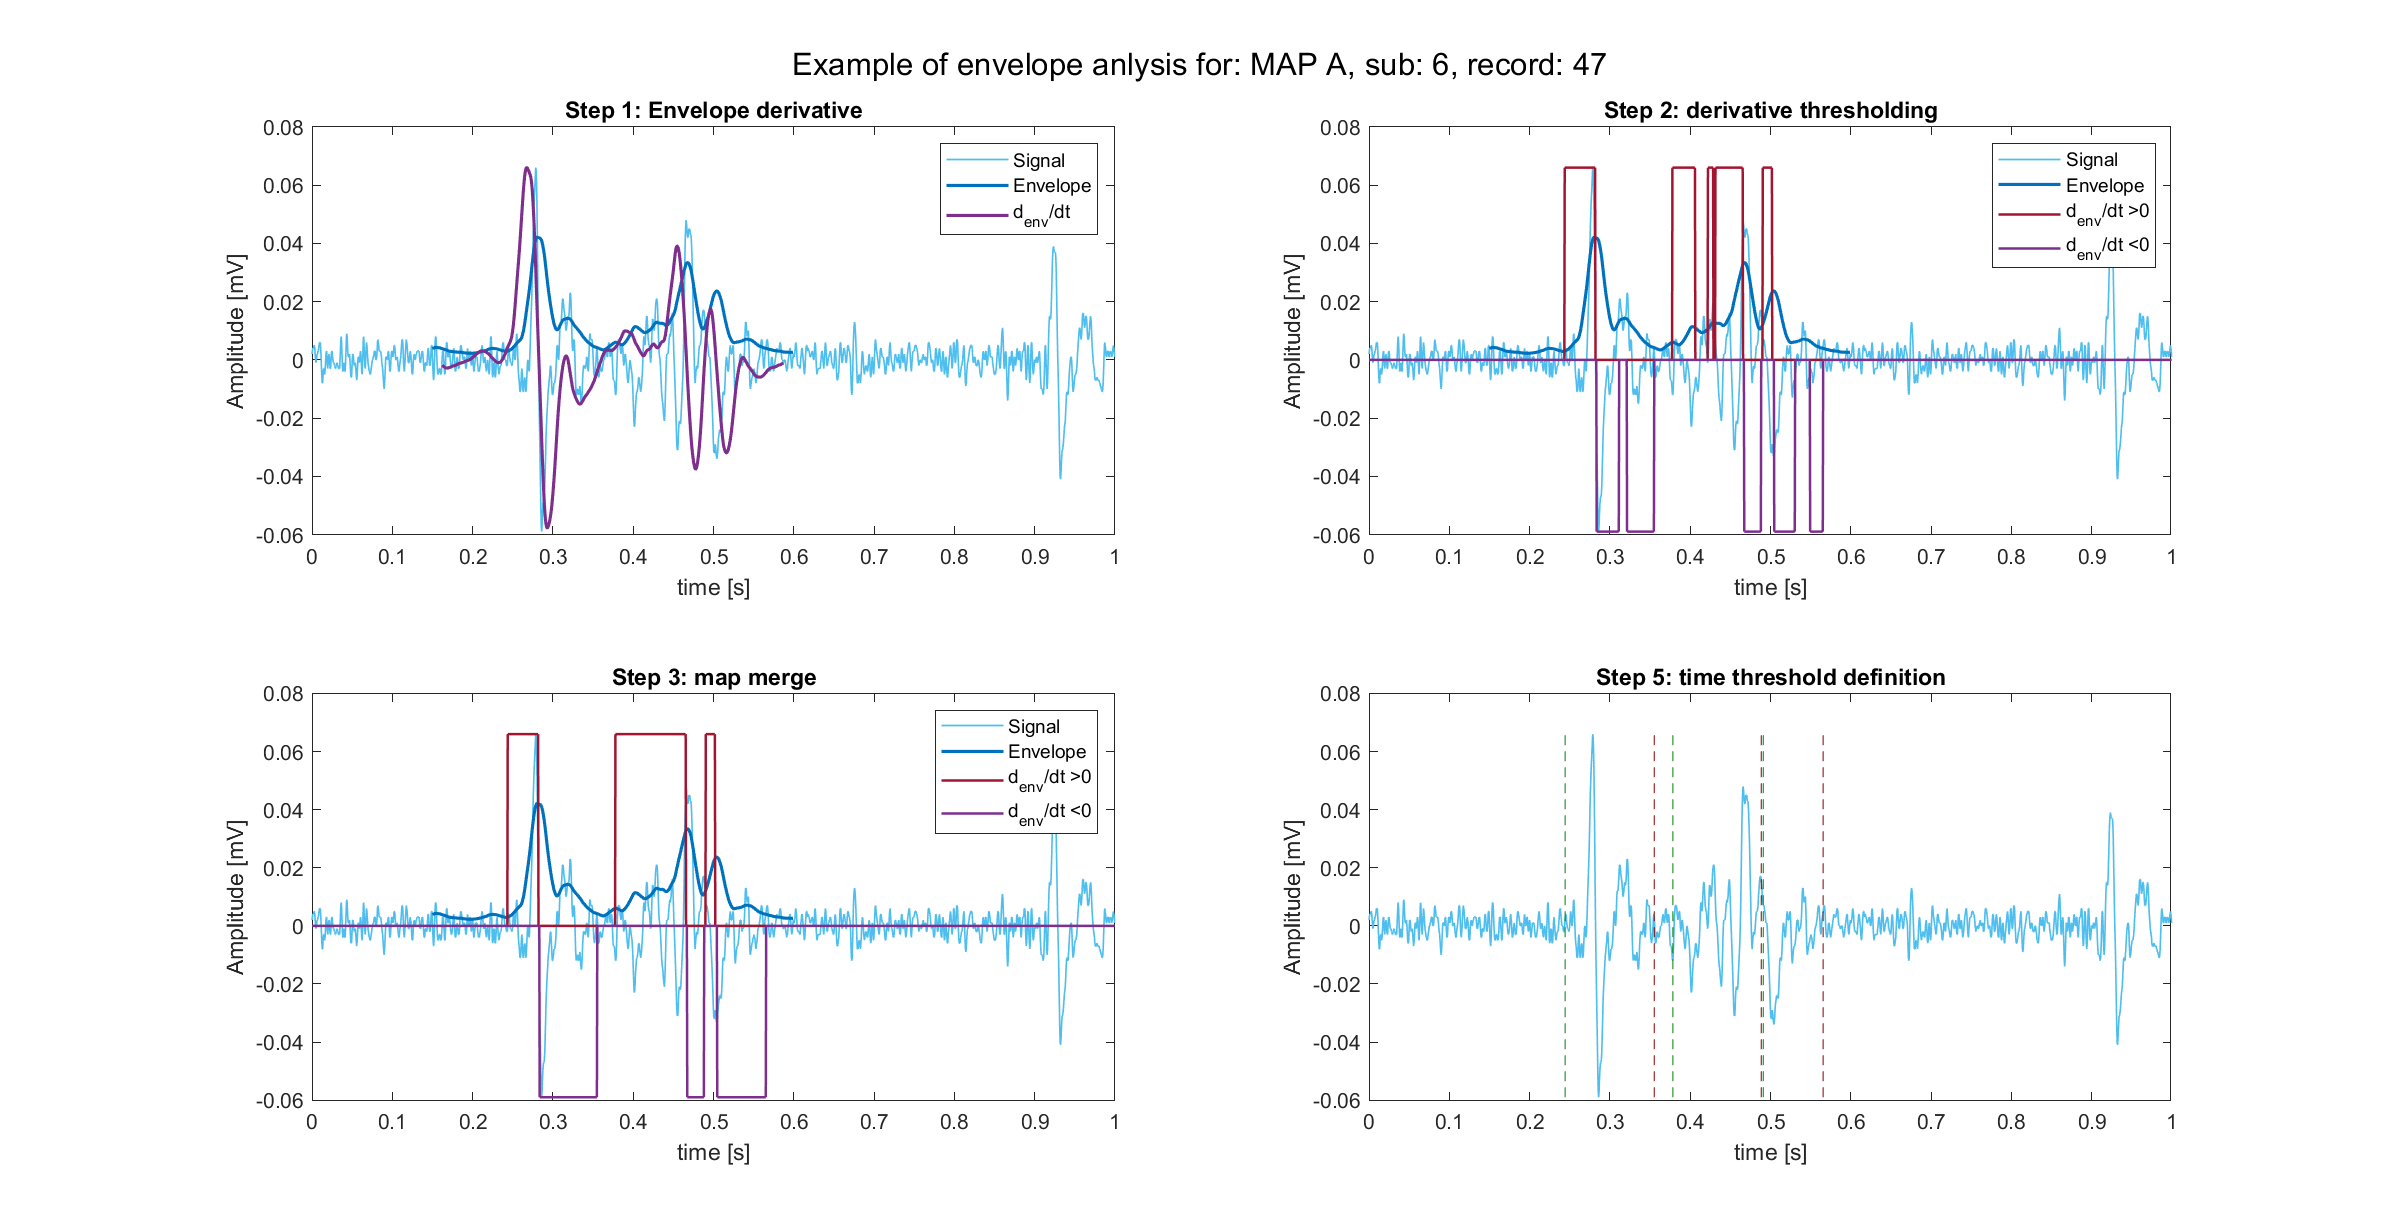 Example of envelope anlysis for: MAP A, sub: 6, record: 47
Step 1: Envelope derivative
0.08
0.06
0.04
0.02
0
-0.02
-0.04
-0.06
Amplitude [mV]
0 0.1 0.2 0.3 0.4 0.5 0.6 0.7 0.8 0.9 1
time [s]
Signal
Envelope
d_env/dt
Step 2: derivative thresholding
0.08
0.06
0.04
0.02
0
-0.02
-0.04
-0.06
Amplitude [mV]
0 0.1 0.2 0.3 0.4 0.5 0.6 0.7 0.8 0.9 1
time [s]
Signal
Envelope
d_env/dt >0
d_env/dt <0
Step 3: map merge
0.08
0.06
0.04
0.02
0
-0.02
-0.04
-0.06
Amplitude [mV]
0 0.1 0.2 0.3 0.4 0.5 0.6 0.7 0.8 0.9 1
time [s]
Signal
Envelope
d_env/dt >0
d_env/dt <0
Step 5: time threshold definition
0.08
0.06
0.04
0.02
0
-0.02
-0.04
-0.06
Amplitude [mV]
0 0.1 0.2 0.3 0.4 0.5 0.6 0.7 0.8 0.9 1
time [s]